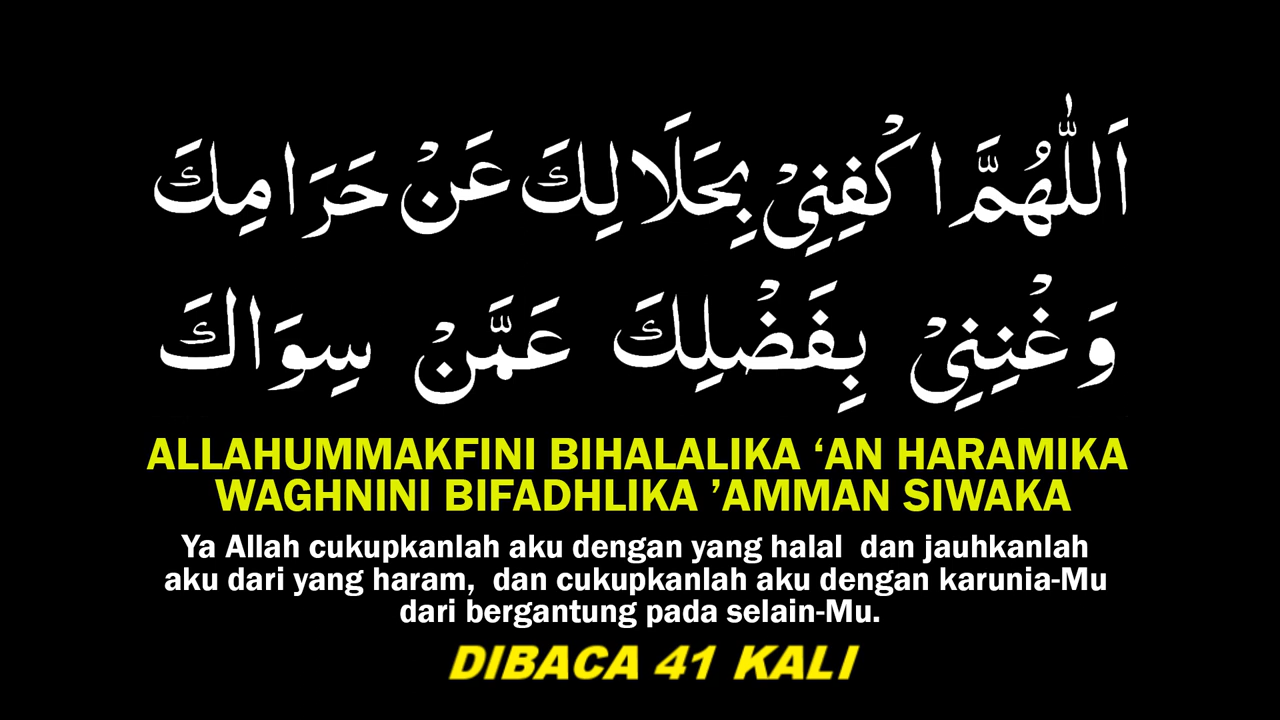 اَللّٰهُمَّ اكْفِنِيْ بِحَلَالِكَ عَنْ حَرَامِكَ
وَغْنِنِيْ بِفَضْلِكَ عَمَّنْ سِوَاكَ
ALLAHUMMAKFINI BIHALALIKA ‘AN HARAMIKA
WAGHNINI BIFADHLIKA ’AMMAN SIWAKA
Ya Allah cukupkanlah aku dengan yang halal dan jauhkanlah
aku dari yang haram, dan cukupkanlah aku dengan karunia-Mu
dari bergantung pada selain-Mu.
DIBACA 41 KALI